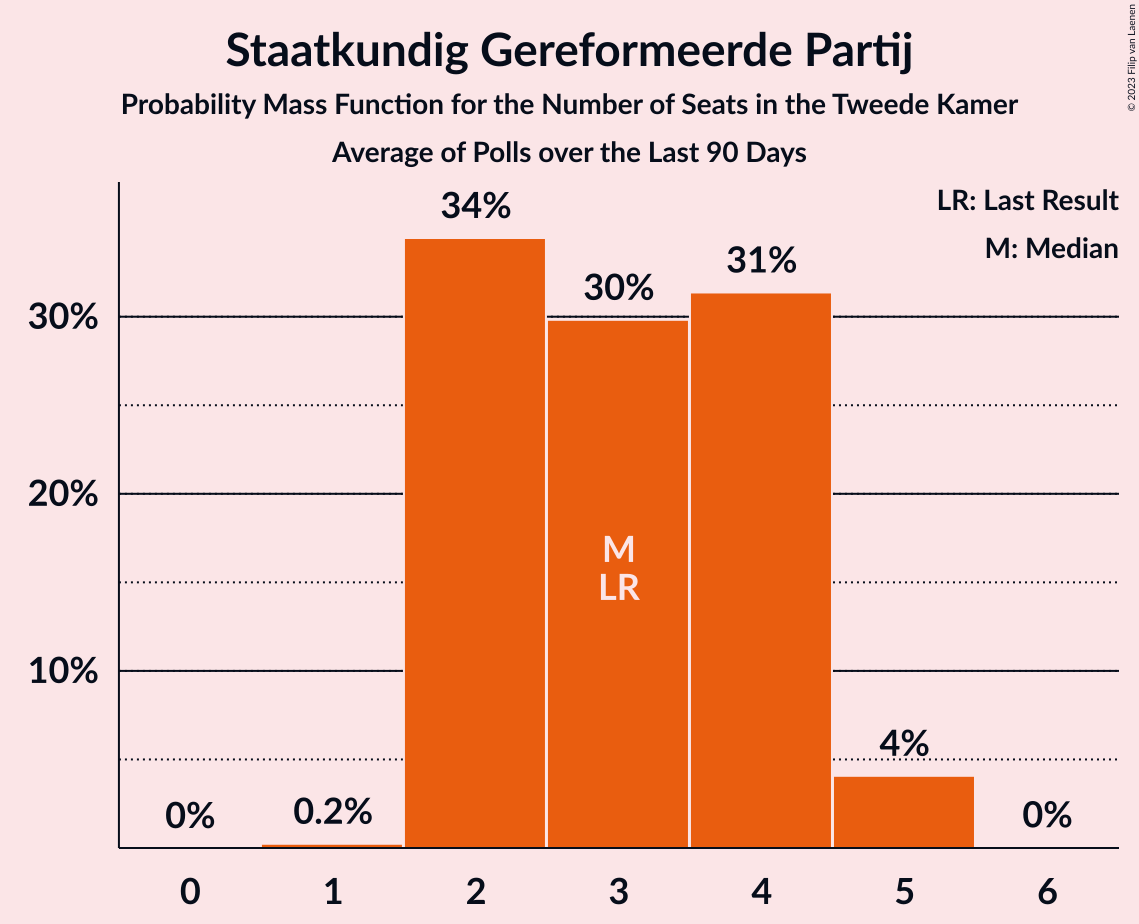 Staatkundig Gereformeerde Partij
Probability Mass Function for the Number of Seats in the Tweede Kamer
Average of Polls over the Last 90 Days
© 2023 Filip van Laenen
LR: Last Result
M: Median
34%
30%
31%
30%
20%
10%
M
LR
0%
0.2%
4%
0%
0 1 2 3 4 5 6